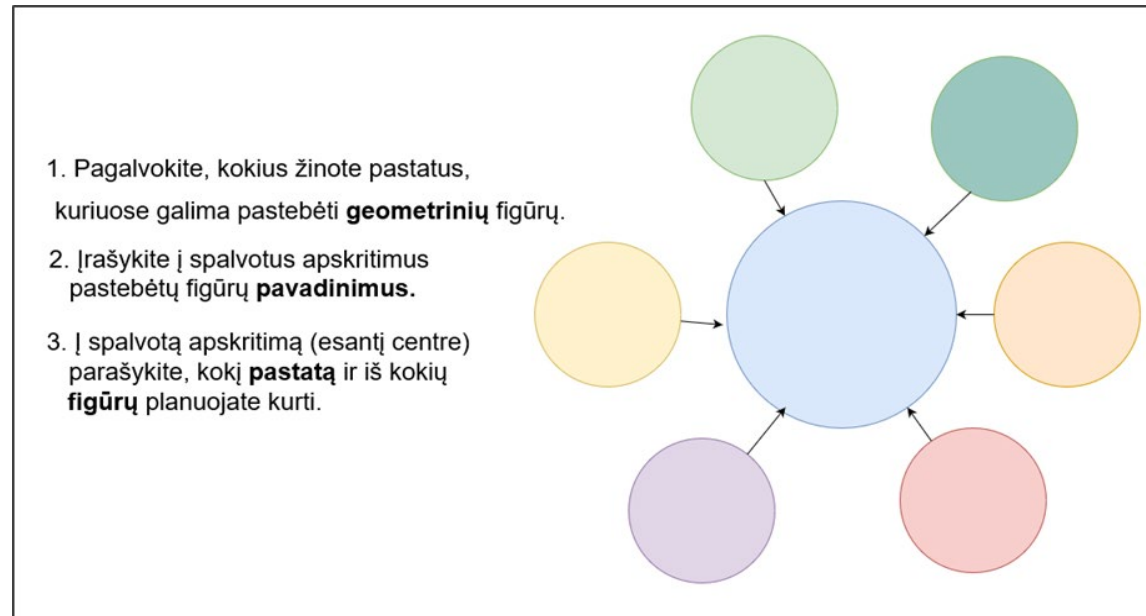 1. Pagalvokite, kokius žinote pastatus,
kuriuose galima pastebėti geometrinių figūrų.
2. Įrašykite į spalvotus apskritimus
pastebėtų figūrų pavadinimus.
3. Į spalvotą apskritimą (esantį centre)
parašykite, kokį pastatą ir iš kokių
figūrų planuojate kurti.